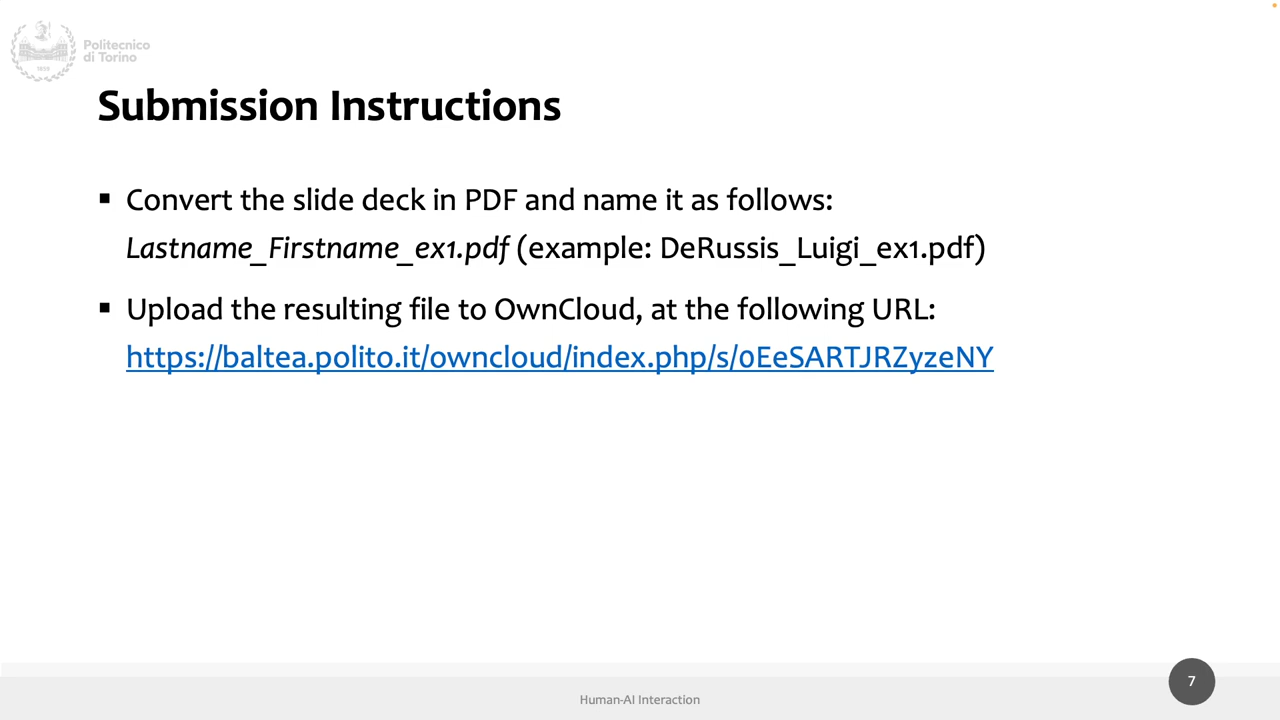 Politecnico
di Torino
1859
Submission Instructions
▪ Convert the slide deck in PDF and name it as follows:
Lastname_Firstname_ex1.pdf (example: DeRussis_Luigi_ex1.pdf)
▪ Upload the resulting file to OwnCloud, at the following URL:
https://baltea.polito.it/owncloud/index.php/s/0EeSARTJRZyzeNY
7
Human-AI Interaction